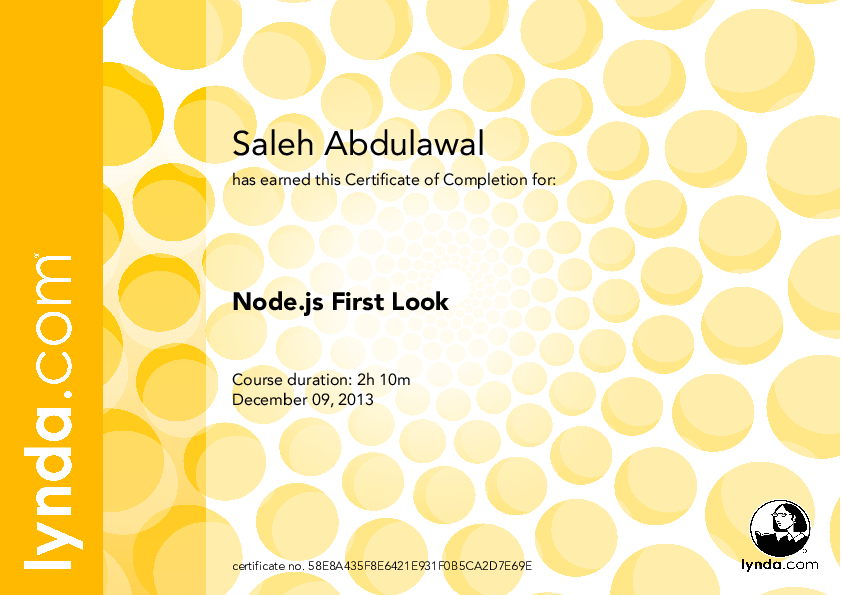 lynda.com™
Saleh Abdulawal
has earned this Certificate of Completion for:
Node.js First Look
Course duration: 2h 10m
December 09, 2013
certificate no. 58E8A435F8E6421E931F0B5CA2D7E69E
lynda.com